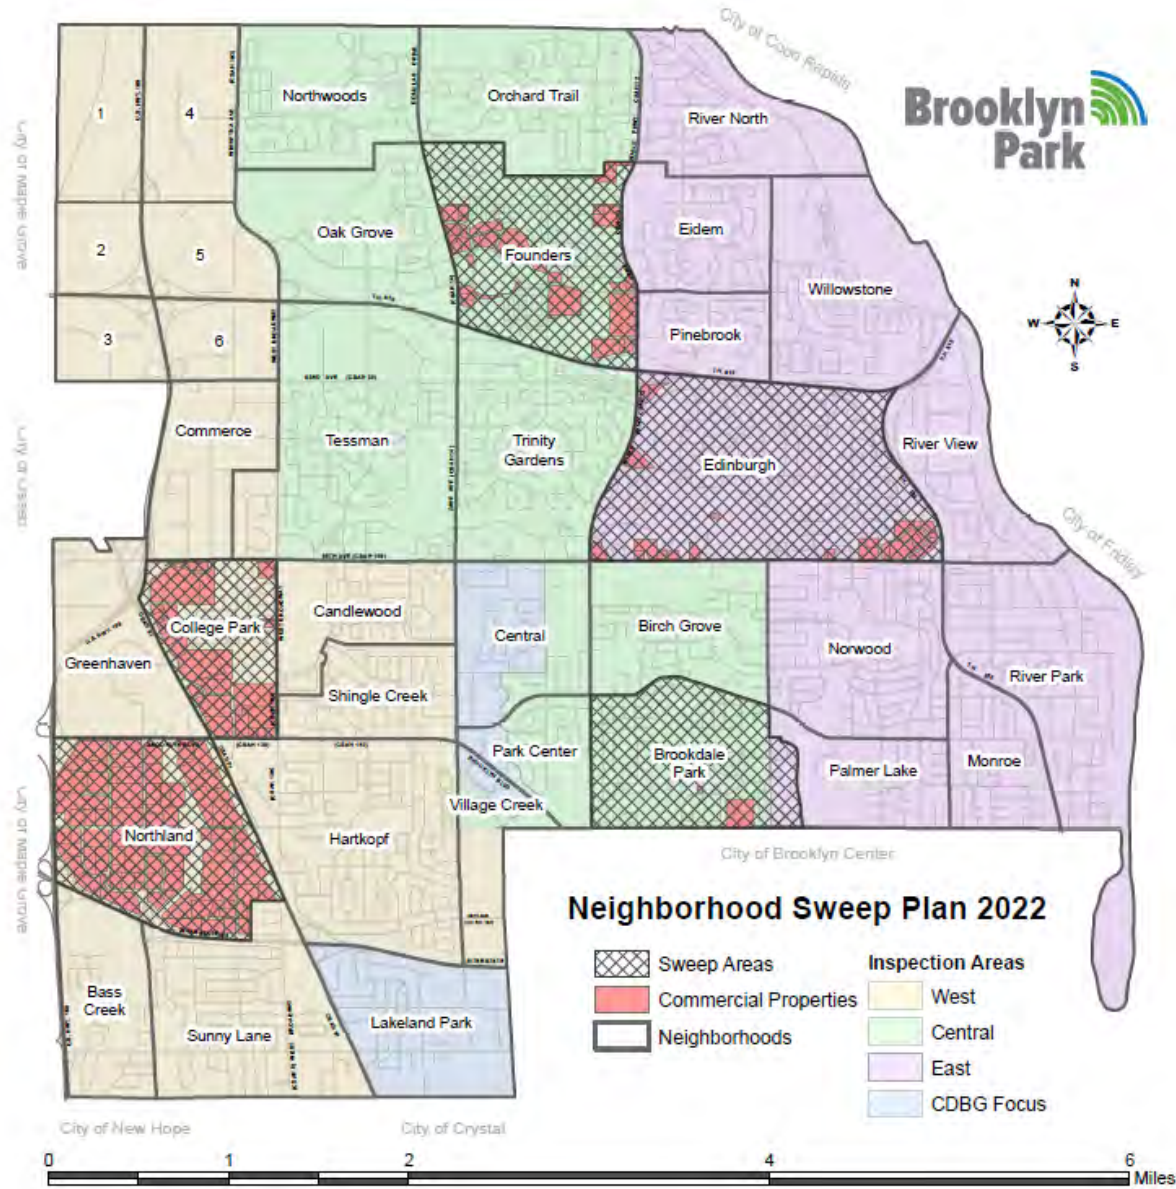 City of Coon Rapids
Brooklyn
Park
City of Maple Grove
1
4
Northwoods
Orchard Trail
River North
2
5
Oak Grove
Founders
Eidem
Willowstone
3
6
Pinebrook
N
W
E
S
Commerce
Tessman
Trinity
Gardens
Edinburgh
River View
City of Osseo
City of Fridley
College Park
Candlewood
Central
Birch Grove
Norwood
Greenhaven
Shingle Creek
River Park
Park Center
Brookdale
Park
Palmer Lake
Monroe
Village Creek
City of Maple Grove
Northland
Hartkopf
City of Brooklyn Center
Neighborhood Sweep Plan 2022
Sweep Areas
Commercial Properties
Neighborhoods
Inspection Areas
West
Central
East
CDBG Focus
Bass
Creek
Sunny Lane
Lakeland Park
City of New Hope
City of Crystal
0
1
2
4
6
Miles